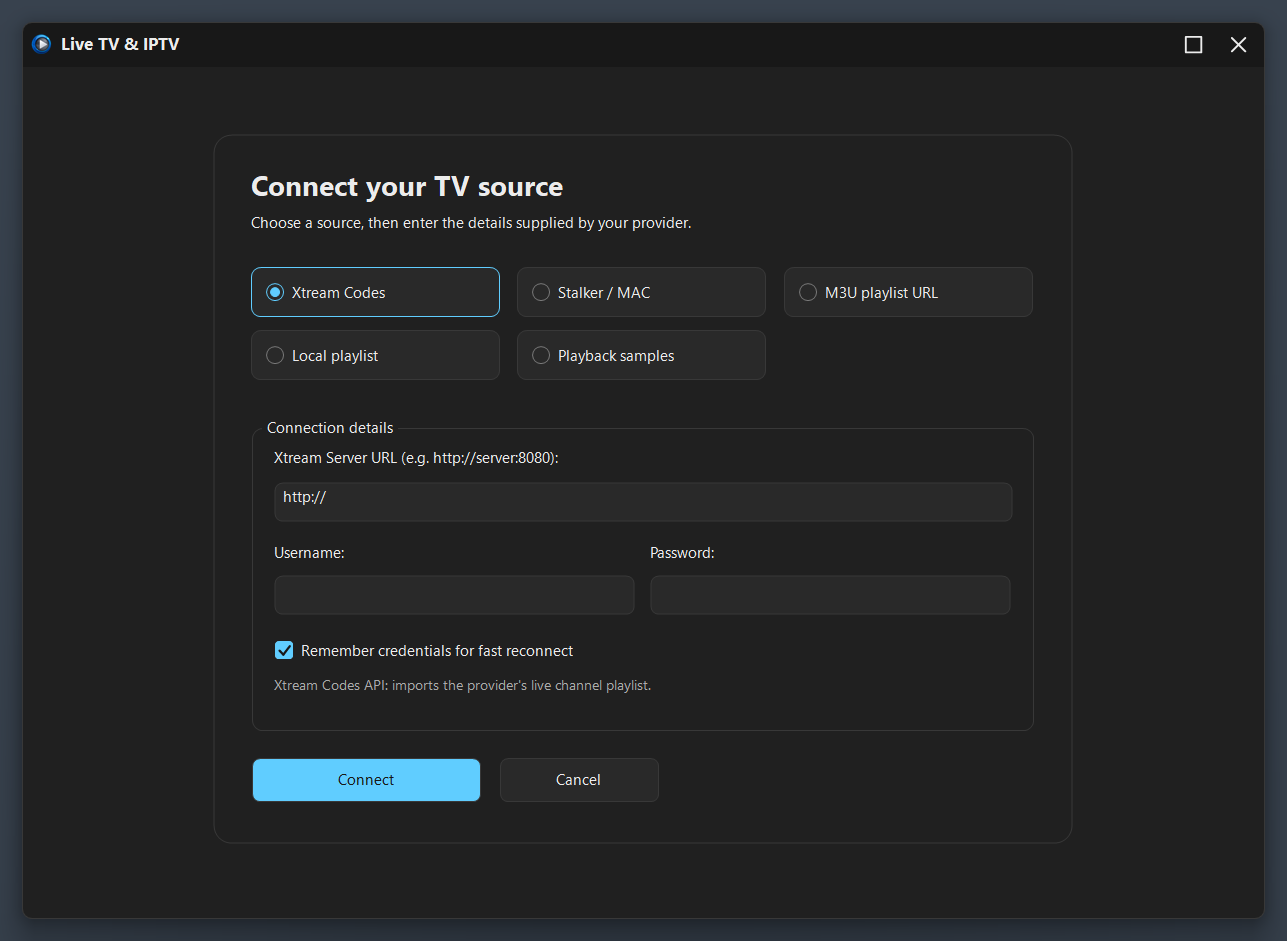 Live TV & IPTV
Connect your TV source
Choose a source, then enter the details supplied by your provider.
Xtream Codes
Stalker / MAC
M3U playlist URL
Local playlist
Playback samples
Connection details
Xtream Server URL (e.g. http://server:8080):
http://
Username:
Password:
Remember credentials for fast reconnect
Xtream Codes API: imports the provider's live channel playlist.
Connect
Cancel